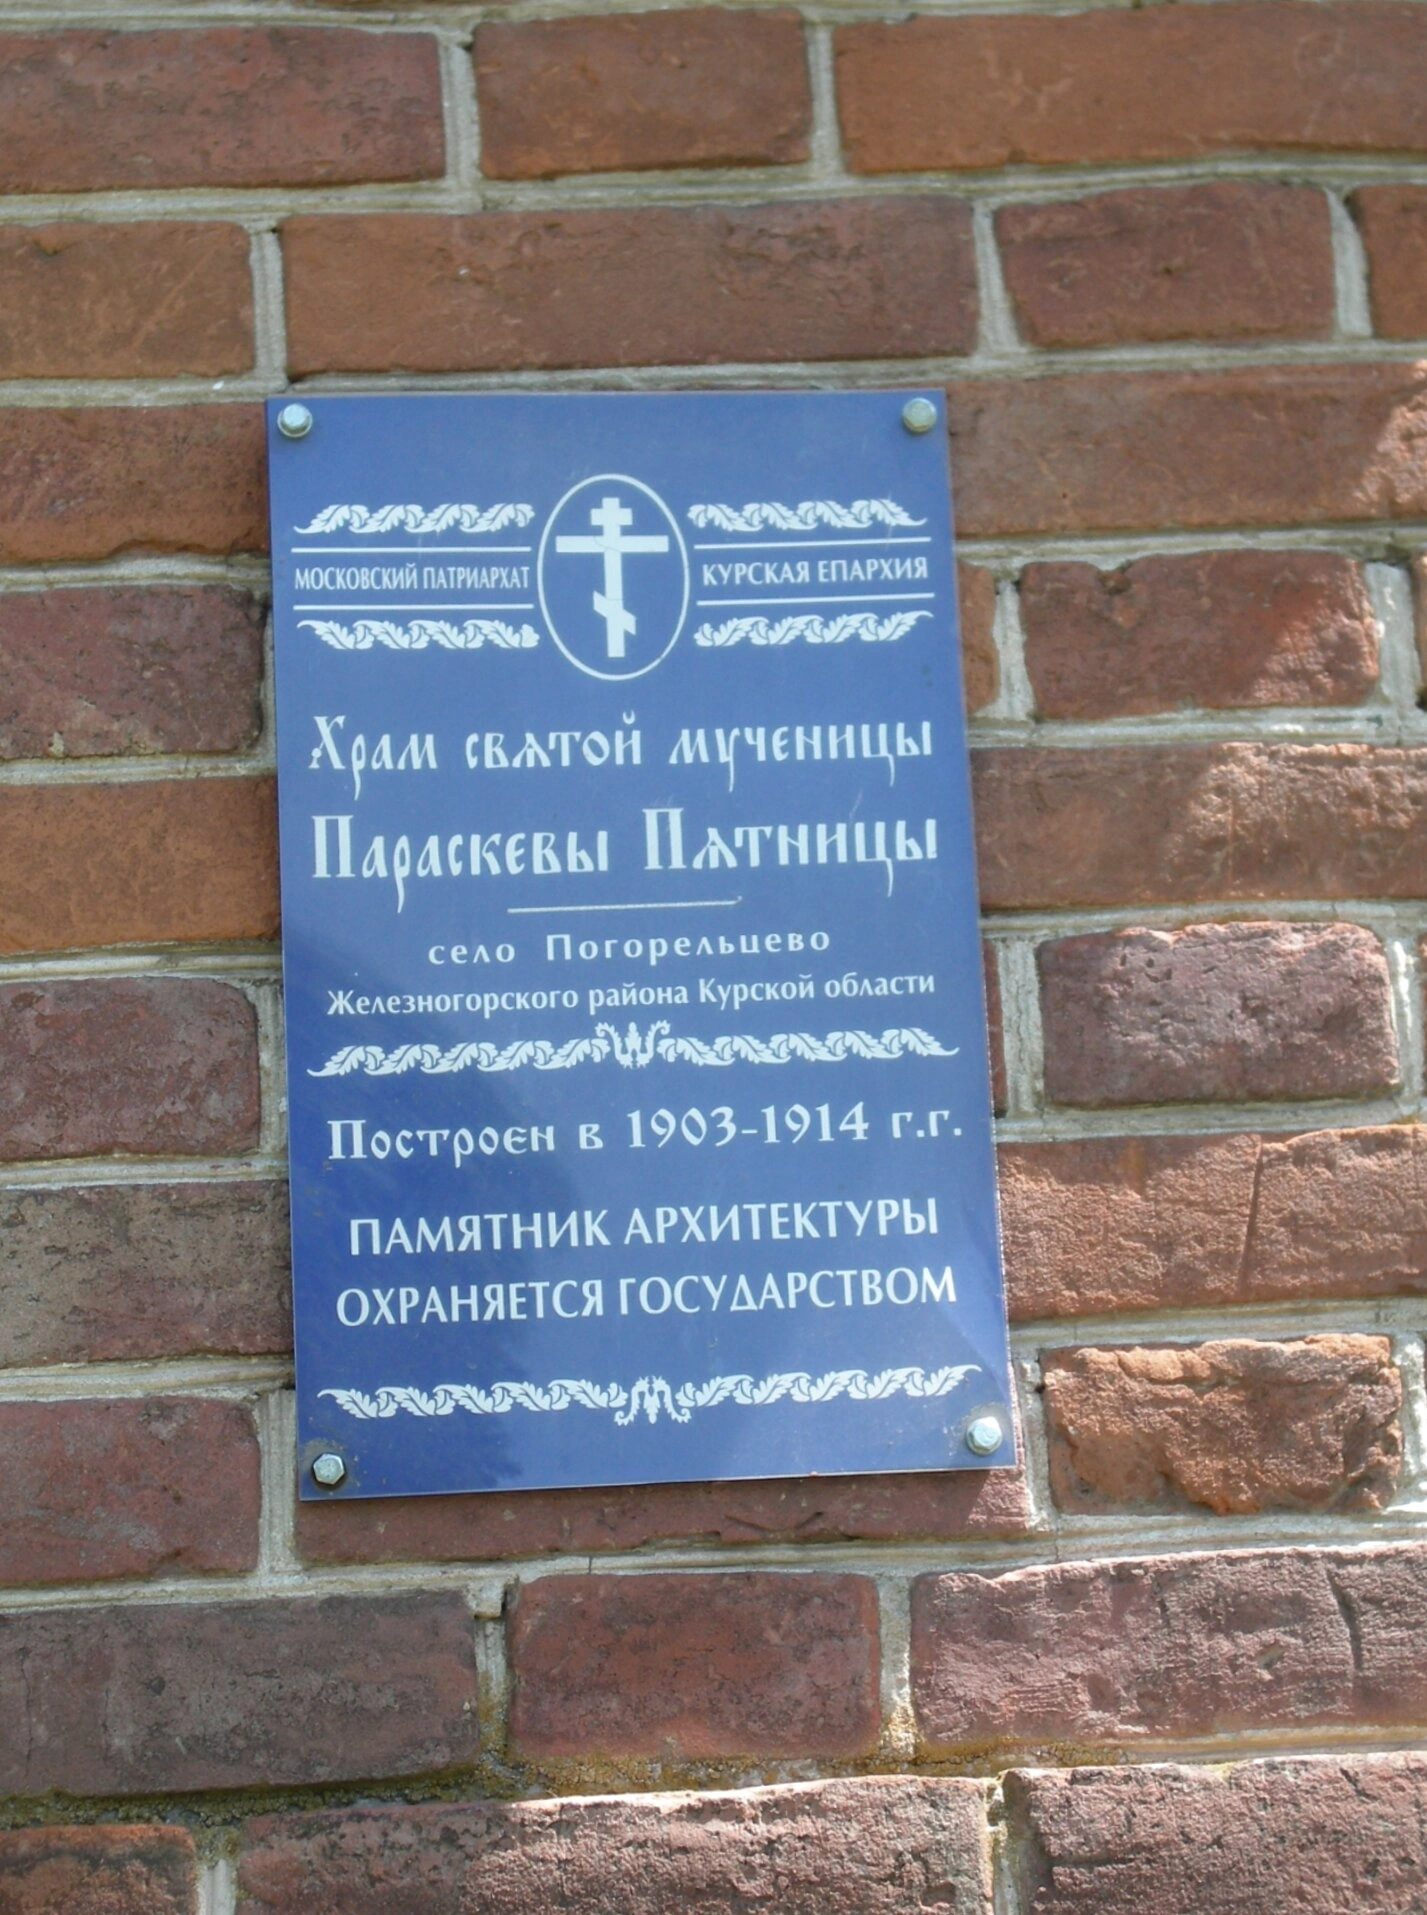 МОСКОВСКИЙ ПАТРИАРХАТ
КУРСКАЯ ЕПАРХИЯ
Храм святой мученицы
Параскевы Пятницы
село Погорельцево
Железногорского района Курской области
Построен в 1903-1914 г.г.
ПАМЯТНИК АРХИТЕКТУРЫ
ОХРАНЯЕТСЯ ГОСУДАРСТВОМ